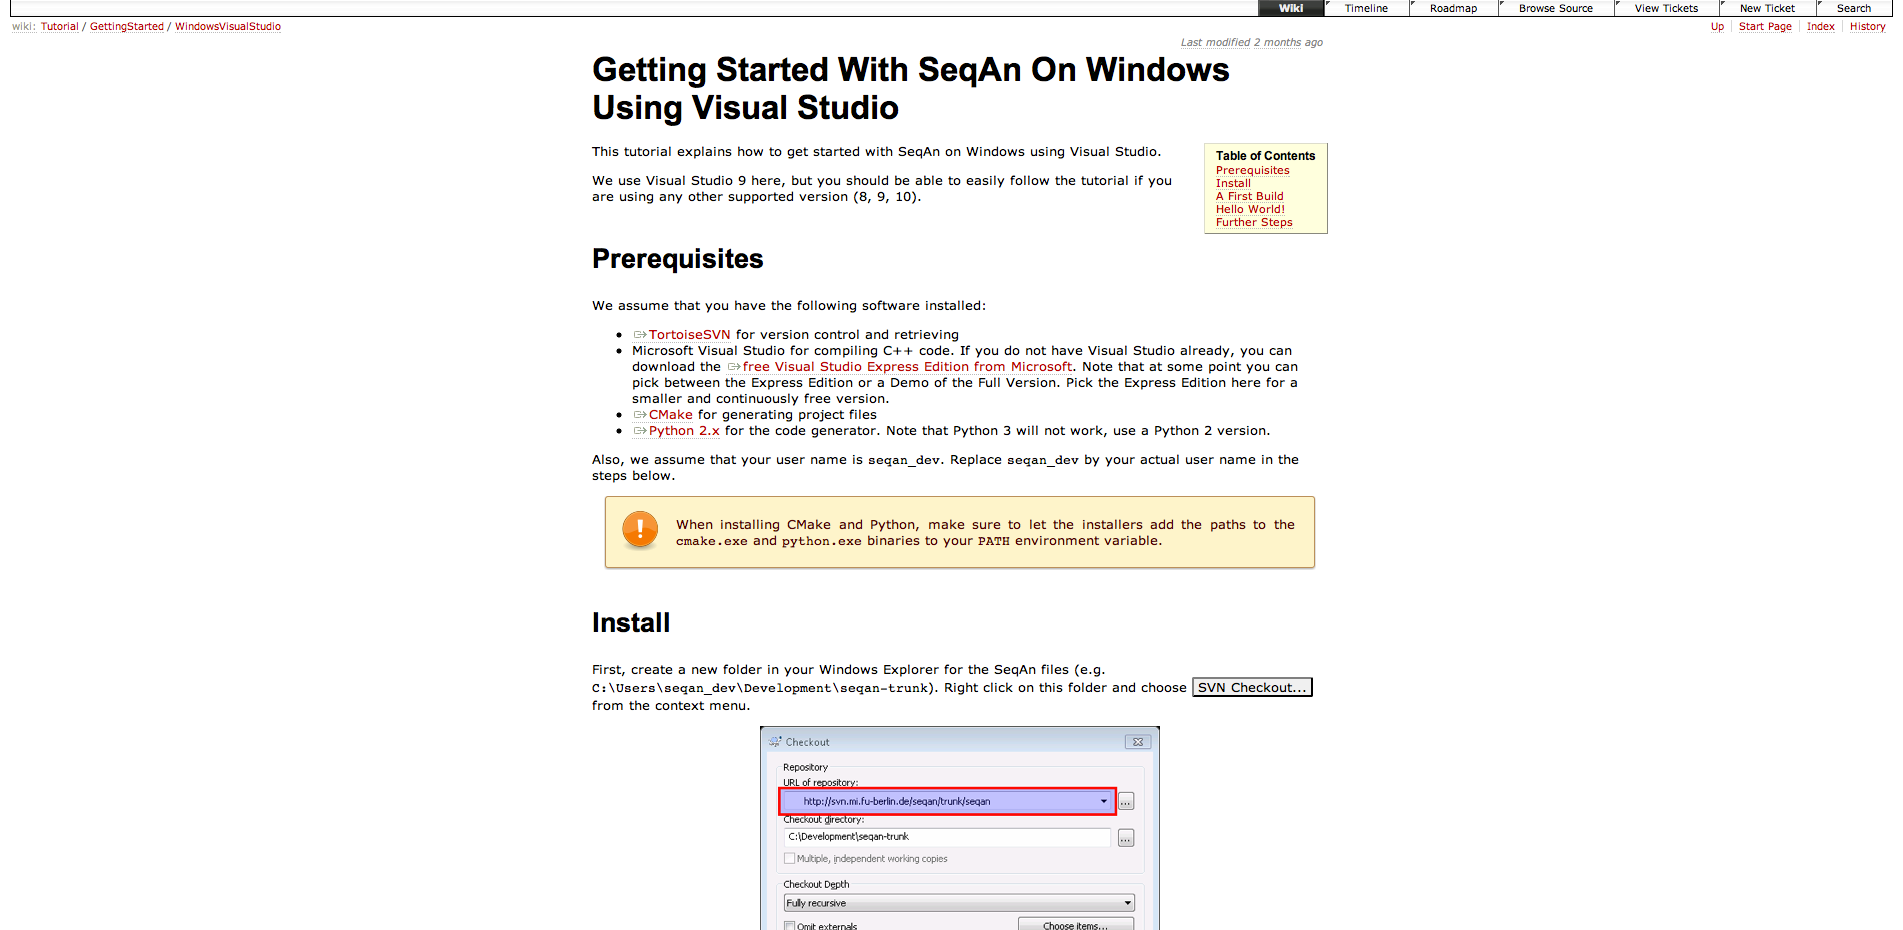 Wiki Timeline Roadmap Browse Source View Tickets New Ticket Search
wiki: Tutorial / GettingStarted / WindowsVisualStudio
Up Start Page Index History
Last modified 2 months ago
Getting Started With SeqAn On Windows
Using Visual Studio
This tutorial explains how to get started with SeqAn on Windows using Visual Studio.
We use Visual Studio 9 here, but you should be able to easily follow the tutorial if you
are using any other supported version (8, 9, 10).
Table of Contents
Prerequisites
Install
A First Build
Hello World!
Further Steps
Prerequisites
We assume that you have the following software installed:
TortoiseSVN for version control and retrieving
Microsoft Visual Studio for compiling C++ code. If you do not have Visual Studio already, you can
download the free Visual Studio Express Edition from Microsoft. Note that at some point you can
pick between the Express Edition or a Demo of the Full Version. Pick the Express Edition here for a
smaller and continuously free version.
CMake for generating project files
Python 2.x for the code generator. Note that Python 3 will not work, use a Python 2 version.
Also, we assume that your user name is seqan_dev. Replace seqan_dev by your actual user name in the
steps below.
When installing CMake and Python, make sure to let the installers add the paths to the
cmake.exe and python.exe binaries to your PATH environment variable.
Install
First, create a new folder in your Windows Explorer for the SeqAn files (e.g.
C:\Users\seqan_dev\Development\seqan-trunk). Right click on this folder and choose SVN Checkout...
from the context menu.
Checkout
Repository
URL of repository:
http://svn.mi.fu-berlin.de/seqan/trunk/seqan
...
Checkout directory:
C:\Development\seqan-trunk
...
Multiple, independent working copies
Checkout Depth
Fully recursive
Omit externals
Choose items...